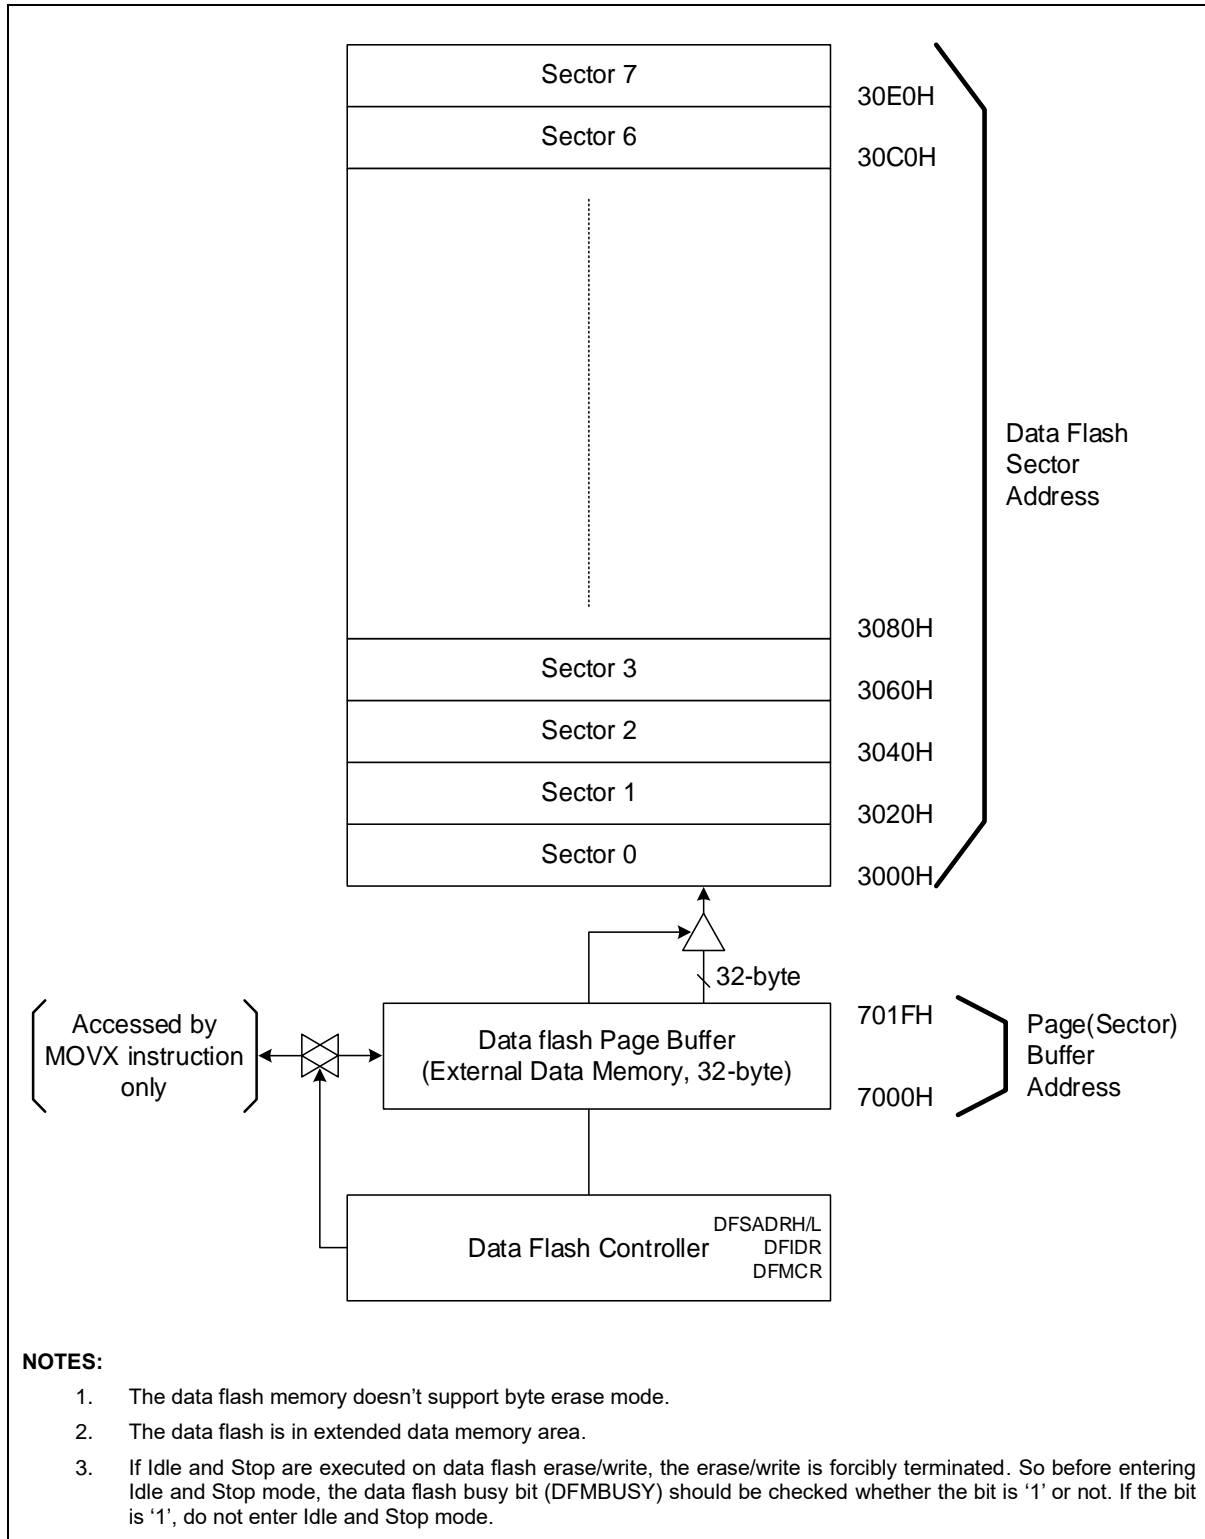 Sector 7
30E0H
Sector 6
30C0H
Data Flash
Sector
Address
3080H
Sector 3
3060H
Sector 2
3040H
Sector 1
3020H
Sector 0
3000H
32-byte
Accessed by
MOVX instruction
only
Data flash Page Buffer
(External Data Memory, 32-byte)
701FH
7000H
Page(Sector)
Buffer
Address
Data Flash Controller
DFSADRH/L
DFIDR
DFMCR
NOTES:
1. The data flash memory doesn’t support byte erase mode.
2. The data flash is in extended data memory area.
3. If Idle and Stop are executed on data flash erase/write, the erase/write is forcibly terminated. So before entering
Idle and Stop mode, the data flash busy bit (DFMBUSY) should be checked whether the bit is ‘1’ or not. If the bit
is ‘1’, do not enter Idle and Stop mode.